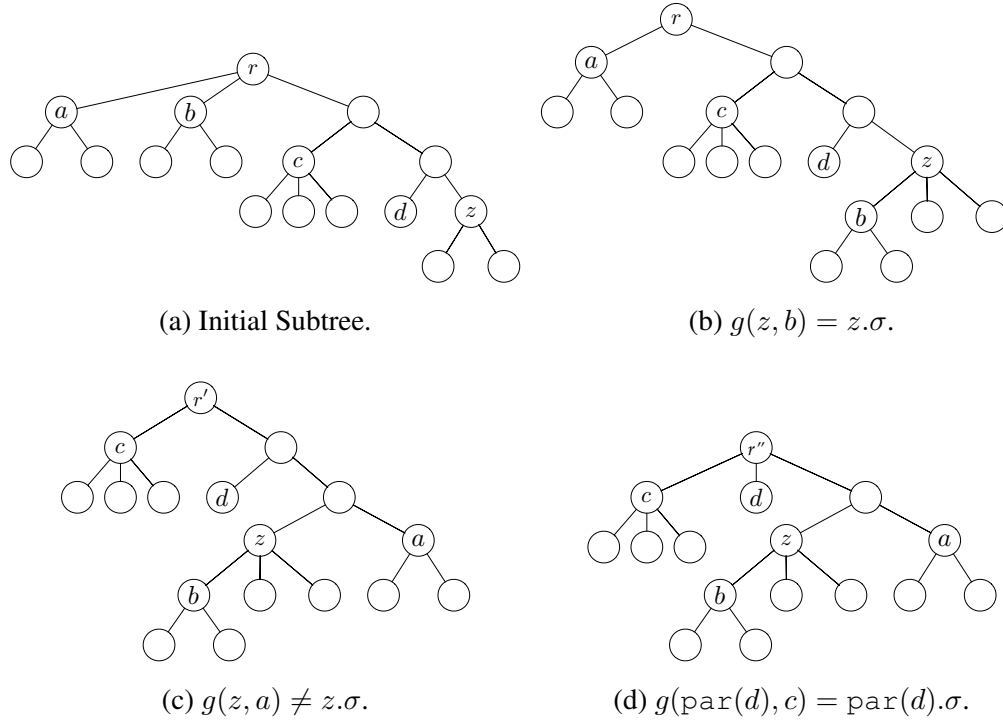 r
a
b
c
d
z
(a) Initial Subtree.
r
a
c
d
z
b
(b) g(z, b) = z.σ.
r′
c
d
z
a
b
(c) g(z, a) ≠ z.σ.
r″
c
d
z
a
b
(d) g(par(d), c) = par(d).σ.